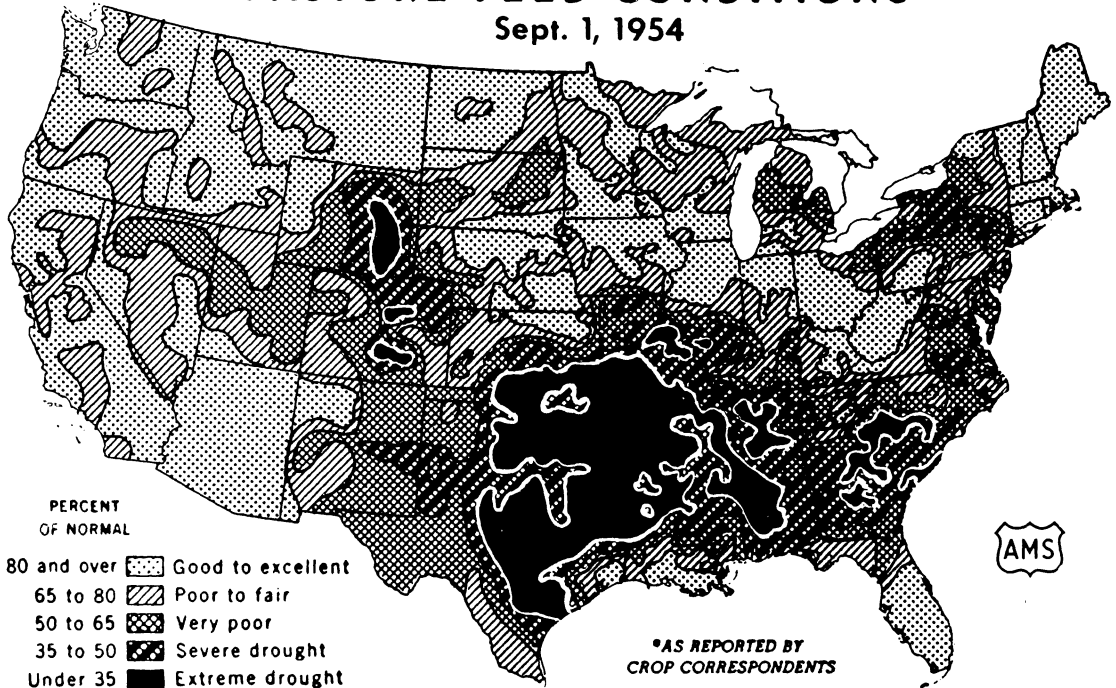 Sept. 1, 1954
PERCENT
OF NORMAL
80 and over Good to excellent
65 to 80 Poor to fair
50 to 65 Very poor
35 to 50 Severe drought
Under 35 Extreme drought
*AS REPORTED BY
CROP CORRESPONDENTS
AMS